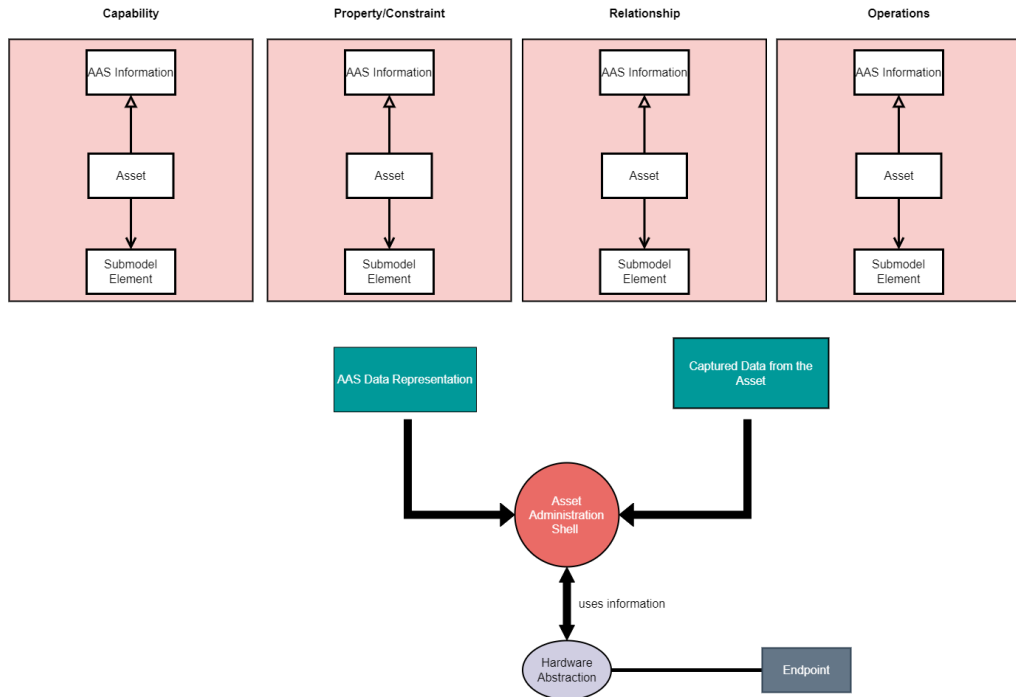 Capability
Property/Constraint
Relationship
Operations
AAS Information
AAS Information
AAS Information
AAS Information
Asset
Asset
Asset
Asset
Submodel
Element
Submodel
Element
Submodel
Element
Submodel
Element
AAS Data Representation
Captured Data from the
Asset
Asset
Administration
Shell
uses information
Hardware
Abstraction
Endpoint